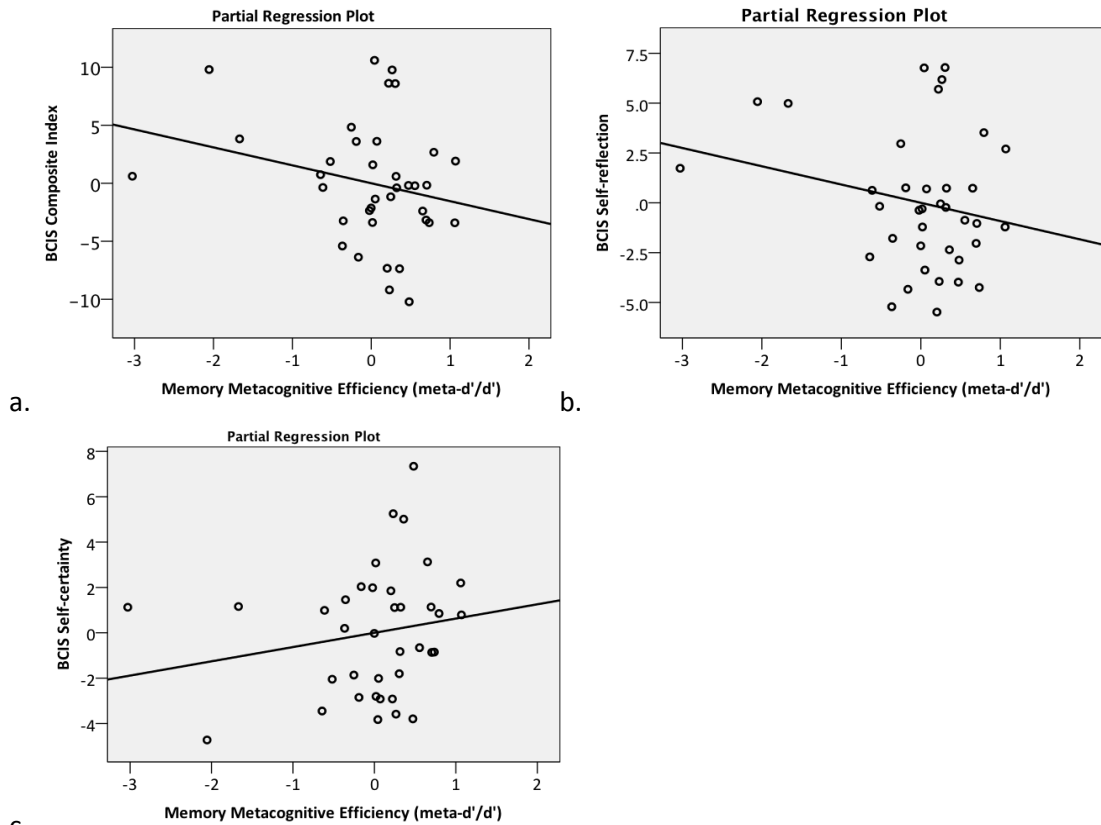 Partial Regression Plot
BCIS Composite Index
10
5
0
−5
−10
-3 -2 -1 0 1 2
Memory Metacognitive Efficiency (meta-d'/d')
a.
Partial Regression Plot
BCIS Self-reflection
7.5
5.0
2.5
.0
-2.5
-5.0
-3 -2 -1 0 1 2
Memory Metacognitive Efficiency (meta-d'/d')
b.
Partial Regression Plot
BCIS Self-certainty
8
6
4
2
0
-2
-4
-3 -2 -1 0 1 2
Memory Metacognitive Efficiency (meta-d'/d')